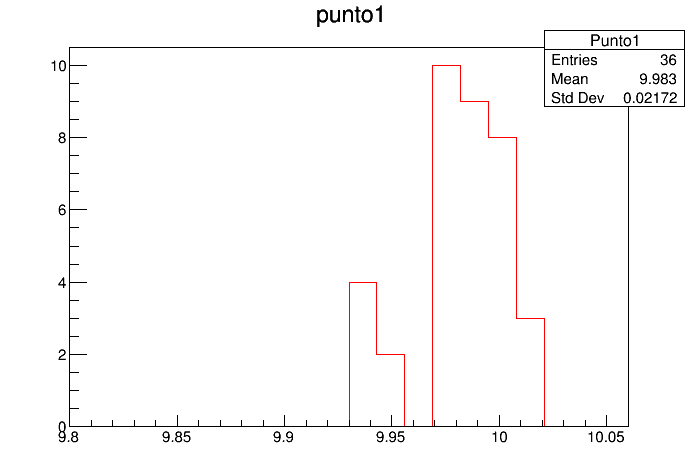 punto1
Punto1
Entries 36
Mean 9.983
Std Dev 0.02172
10
8
6
4
2
0
9.8 9.85 9.9 9.95 10 10.05